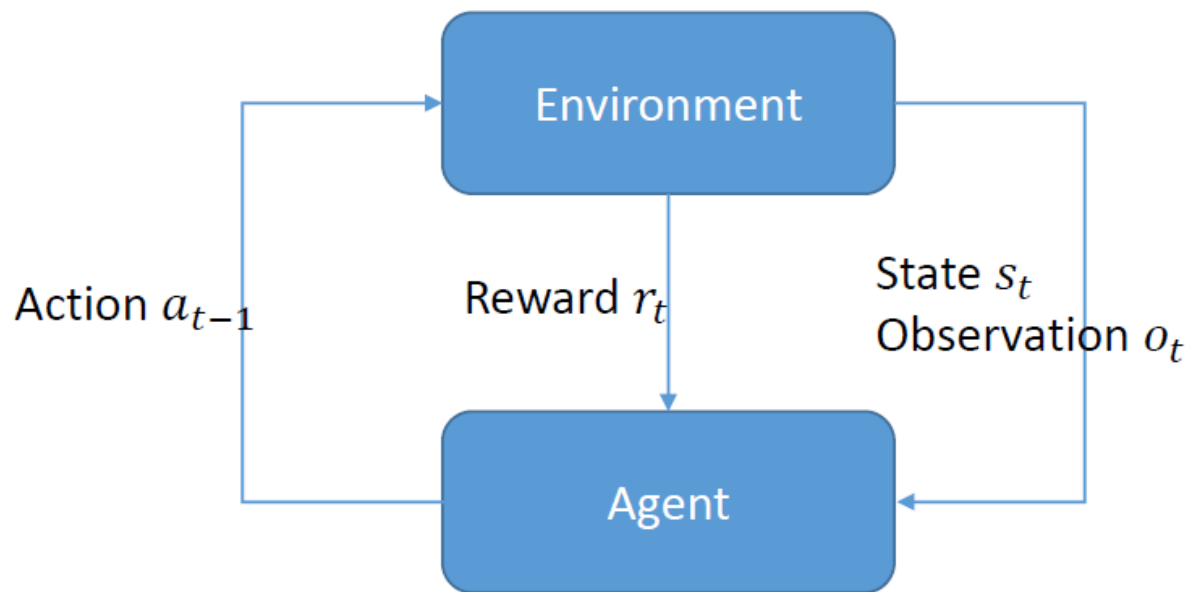 Environment
Action a_{t−1}
Reward r_t
State s_t
Observation o_t
Agent